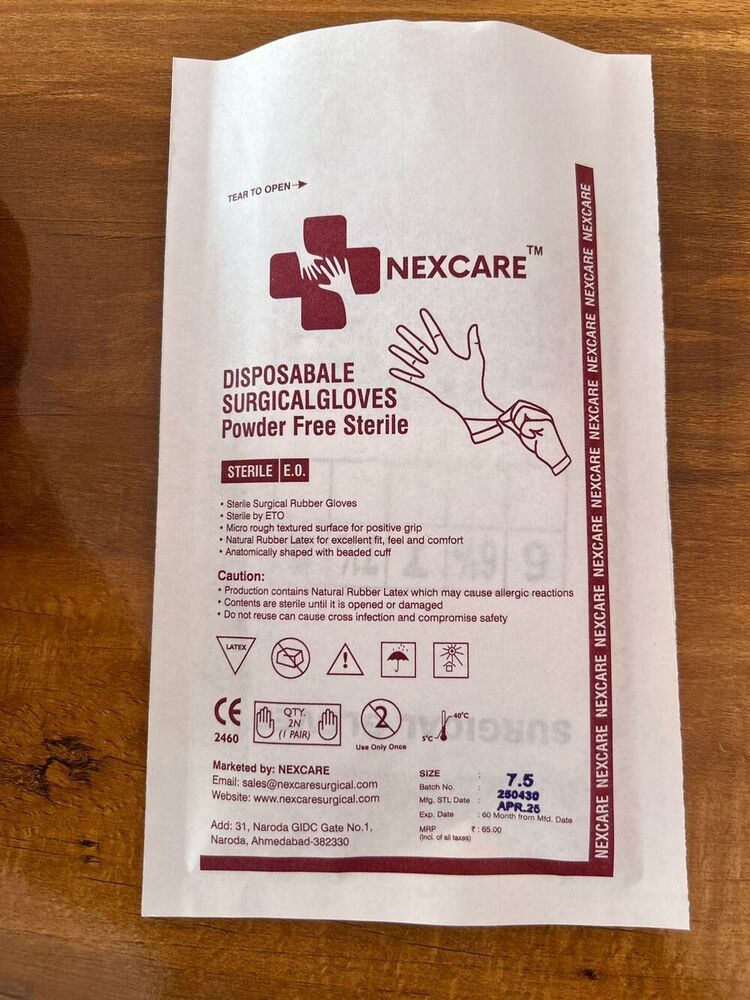 TEAR TO OPEN
NEXCARE™
DISPOSABALE
SURGICALGLOVES
Powder Free Sterile
STERILE E.O.
• Sterile Surgical Rubber Gloves
• Sterile by ETO
• Micro rough textured surface for positive grip
• Natural Rubber Latex for excellent fit, feel and comfort
• Anatomically shaped with beaded cuff
Caution:
• Production contains Natural Rubber Latex which may cause allergic reactions
• Contents are sterile until it is opened or damaged
• Do not reuse can cause cross infection and compromise safety
LATEX
CE
2460
QTY.
2N
(1 PAIR)
2
Use Only Once
40°C
5°C
Marketed by: NEXCARE
Email: sales@nexcaresurgical.com
Website: www.nexcaresurgical.com
Add: 31, Naroda GIDC Gate No.1,
Naroda, Ahmedabad-382330
SIZE : 7.5
Batch No. : 250430
Mfg. STL Date : APR.25
Exp. Date : 60 Month from Mfd. Date
MRP ₹ : 65.00
(Incl. of all taxes)
NEXCARE NEXCARE NEXCARE NEXCARE NEXCARE NEXCARE NEXCARE NEXCARE NEXCARE